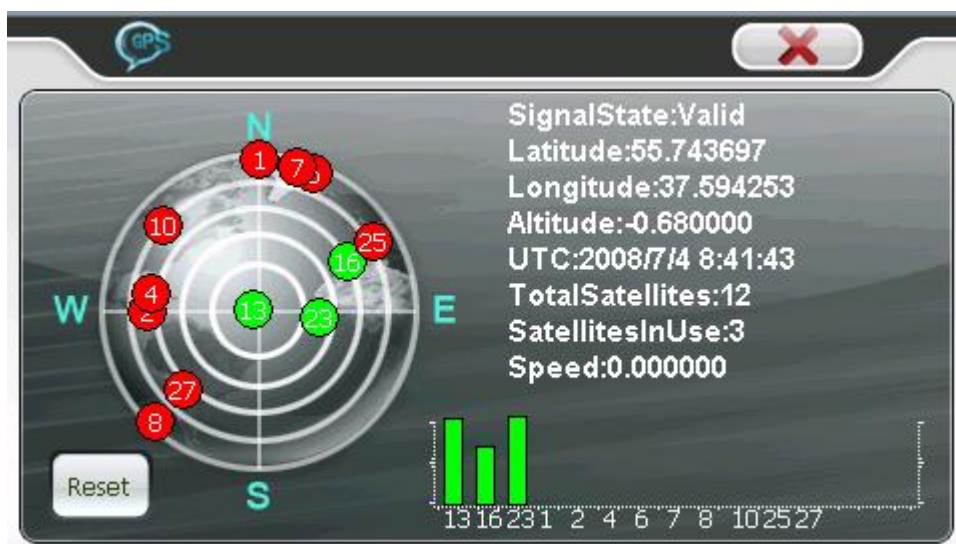 GPS
N
1
7
10
25
16
4
2
W
13
23
E
27
8
S
Reset
SignalState:Valid
Latitude:55.743697
Longitude:37.594253
Altitude:-0.680000
UTC:2008/7/4 8:41:43
TotalSatellites:12
SatellitesInUse:3
Speed:0.000000
13 16 23 1 2 4 6 7 8 10 25 27